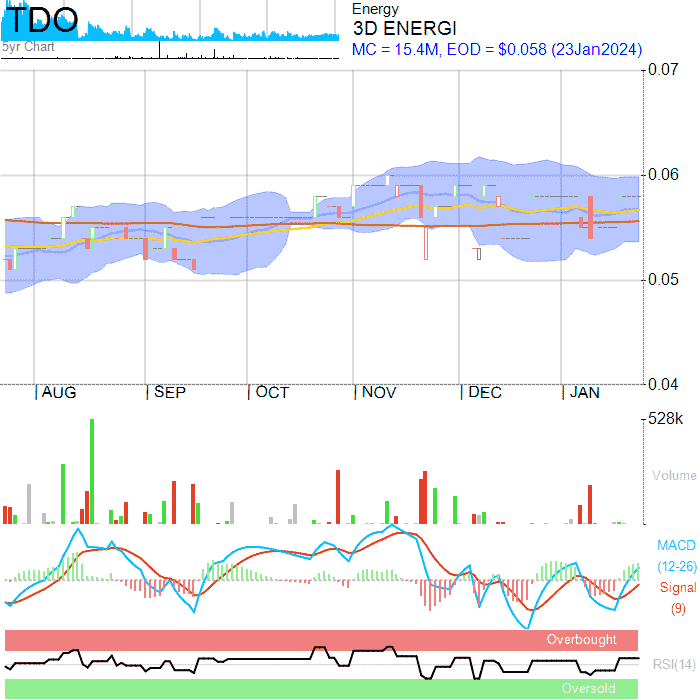 TDO
5yr Chart
Energy
3D ENERGI
MC = 15.4M, EOD = $0.058 (23Jan2024)
0.07
0.06
0.05
0.04
AUG SEP OCT NOV DEC JAN
528k
Volume
MACD
(12-26)
Signal
(9)
Overbought
RSI(14)
Oversold